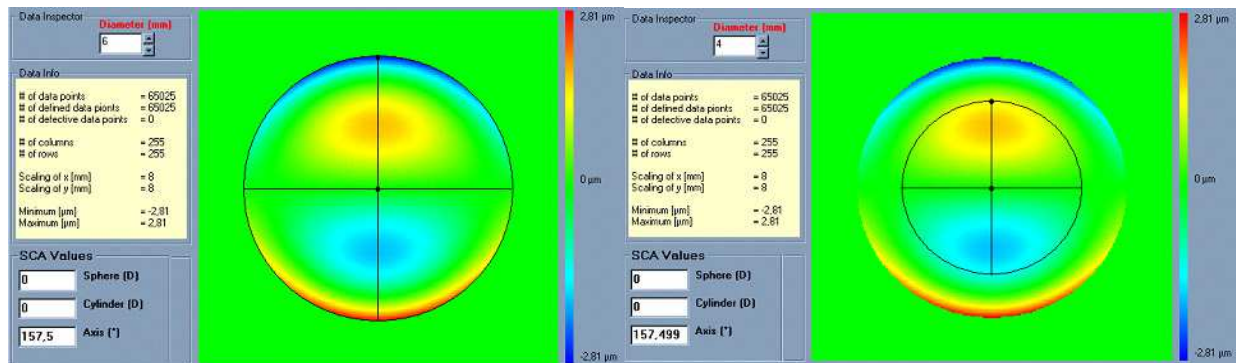 Data Inspector
Diameter [mm]
6
Data Info
# of data points = 65025
# of defined data pionts = 65025
# of defective data points = 0
# of columns = 255
# of rows = 255
Scaling of x [mm] = 8
Scaling of y [mm] = 8
Minimum [µm] = -2,81
Maximum [µm] = 2,81
SCA Values
0 Sphere (D)
0 Cylinder (D)
157,5 Axis (°)
2,81 µm
0 µm
-2,81 µm
Data Inspector
Diameter [mm]
4
Data Info
# of data points = 65025
# of defined data pionts = 65025
# of defective data points = 0
# of columns = 255
# of rows = 255
Scaling of x [mm] = 8
Scaling of y [mm] = 8
Minimum [µm] = -2,81
Maximum [µm] = 2,81
SCA Values
0 Sphere (D)
0 Cylinder (D)
157,499 Axis (°)
2,81 µm
0 µm
-2,81 µm